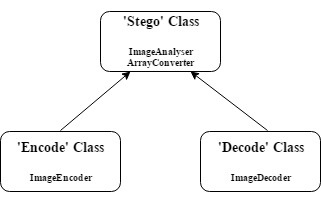 'Stego' Class
ImageAnalyser
ArrayConverter
'Encode' Class
ImageEncoder
'Decode' Class
ImageDecoder